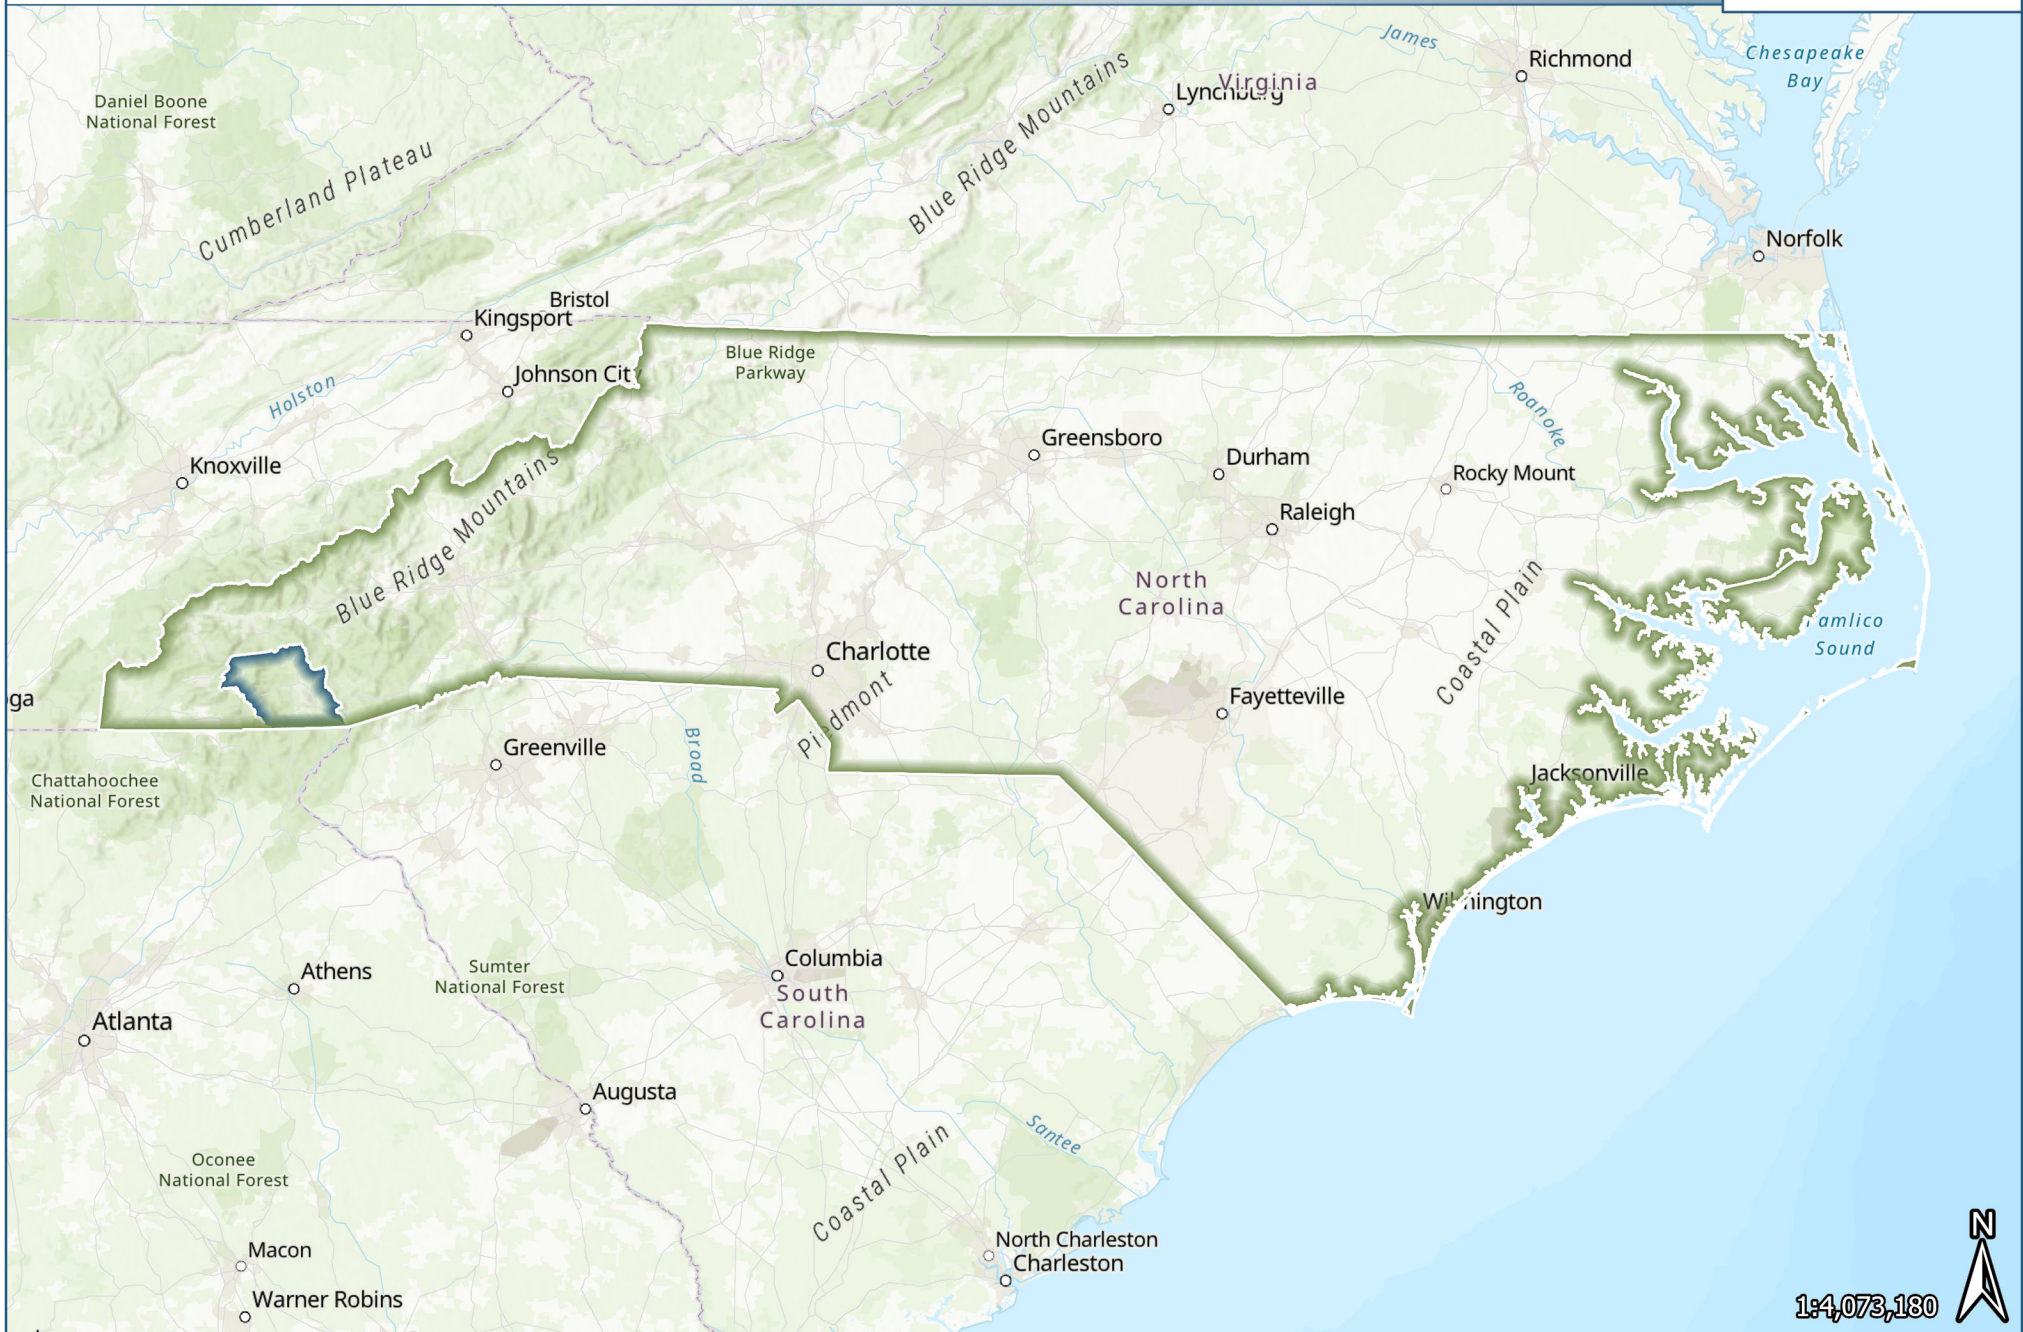 James
Richmond
Chesapeake
Bay
Virginia
Lynchburg
Daniel Boone
National Forest
Blue Ridge Mountains
Cumberland Plateau
Norfolk
Bristol
Kingsport
Blue Ridge
Parkway
Johnson Cit
Holston
Roanoke
Greensboro
Durham
Rocky Mount
Knoxville
Raleigh
Blue Ridge Mountains
North
Carolina
Coastal Plain
amlico
Sound
Charlotte
Piedmont
ga
Fayetteville
Greenville
Broad
Jacksonville
Chattahoochee
National Forest
Wilmington
Columbia
South
Carolina
Sumter
National Forest
Athens
Atlanta
Augusta
Santee
Coastal Plain
Oconee
National Forest
N
North Charleston
Charleston
Macon
Warner Robins
1:4,073,180